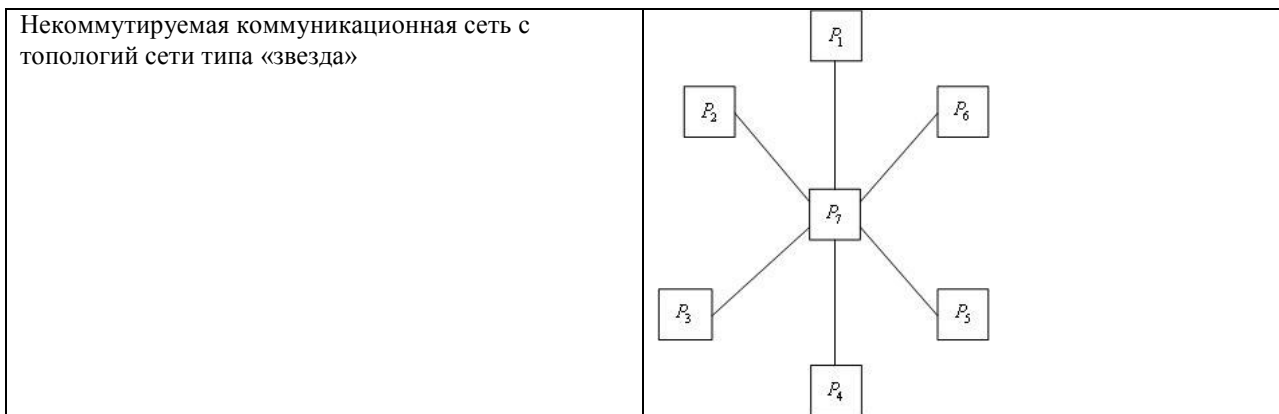 Некоммутируемая коммуникационная сеть с
топологий сети типа «звезда»
P1
P2
P6
P7
P3
P5
P4